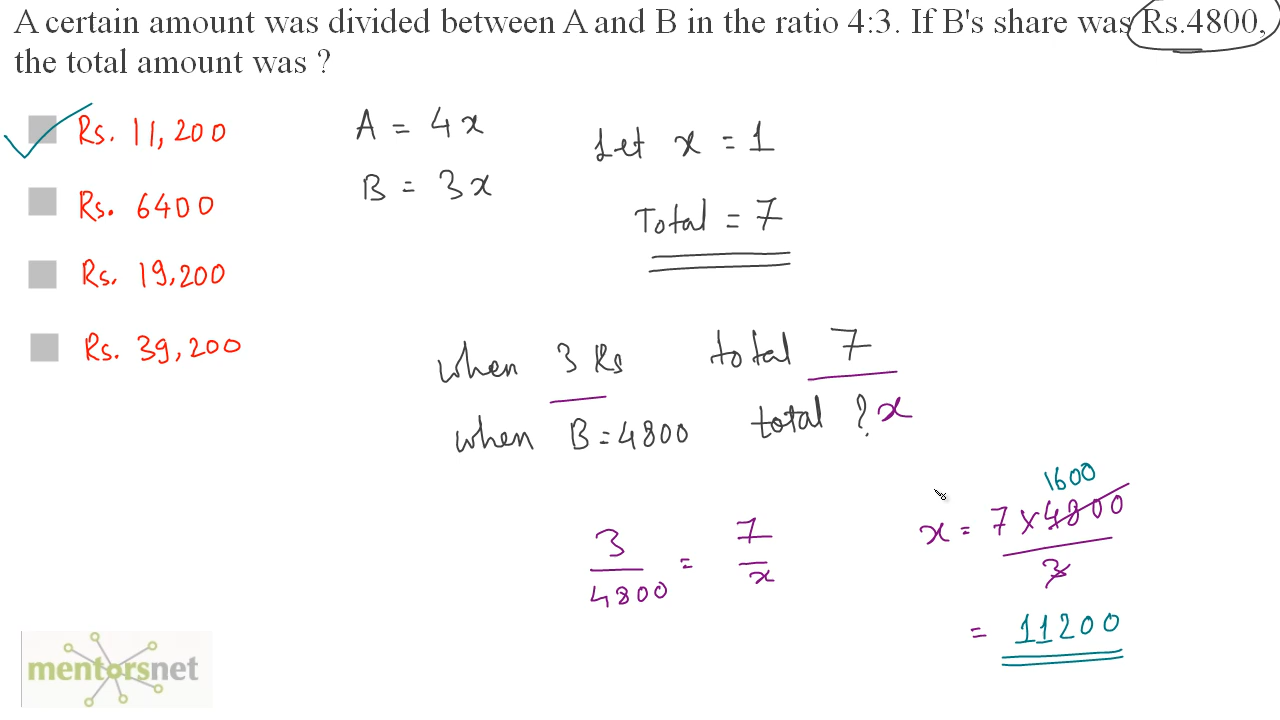 A certain amount was divided between A and B in the ratio 4:3. If B's share was Rs.4800,
the total amount was ?
Rs. 11,200
Rs. 6400
Rs. 19,200
Rs. 39,200
A = 4x
B = 3x
Let x = 1
Total = 7
when 3 Rs total 7
when B = 4800 total ? x
3/4800 = 7/x
1600
x = 7 x 4800 / 3
= 11200
mentorsnet